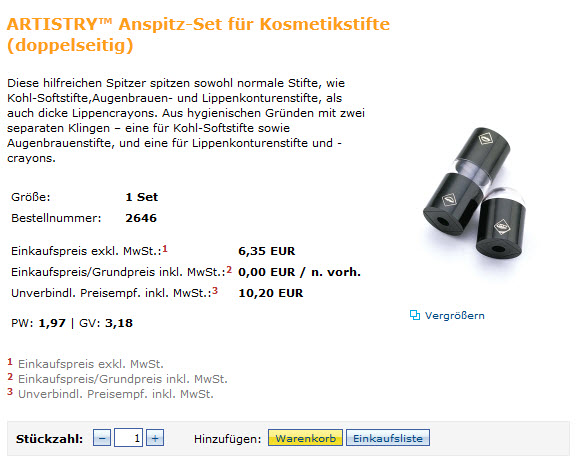 ARTISTRY™ Anspitz-Set für Kosmetikstifte
(doppelseitig)
Diese hilfreichen Spitzer spitzen sowohl normale Stifte, wie
Kohl-Softstifte,Augenbrauen- und Lippenkonturenstifte, als
auch dicke Lippencrayons. Aus hygienischen Gründen mit zwei
separaten Klingen – eine für Kohl-Softstifte sowie
Augenbrauenstifte, und eine für Lippenkonturenstifte und -
crayons.
Größe: 1 Set
Bestellnummer: 2646
Einkaufspreis exkl. MwSt.:1 6,35 EUR
Einkaufspreis/Grundpreis inkl. MwSt.:2 0,00 EUR / n. vorh.
Unverbindl. Preisempf. inkl. MwSt.:3 10,20 EUR
Vergrößern
PW: 1,97 | GV: 3,18
1 Einkaufspreis exkl. MwSt.
2 Einkaufspreis/Grundpreis inkl. MwSt.
3 Unverbindl. Preisempf. inkl. MwSt.
Stückzahl: − 1 + Hinzufügen: Warenkorb Einkaufsliste